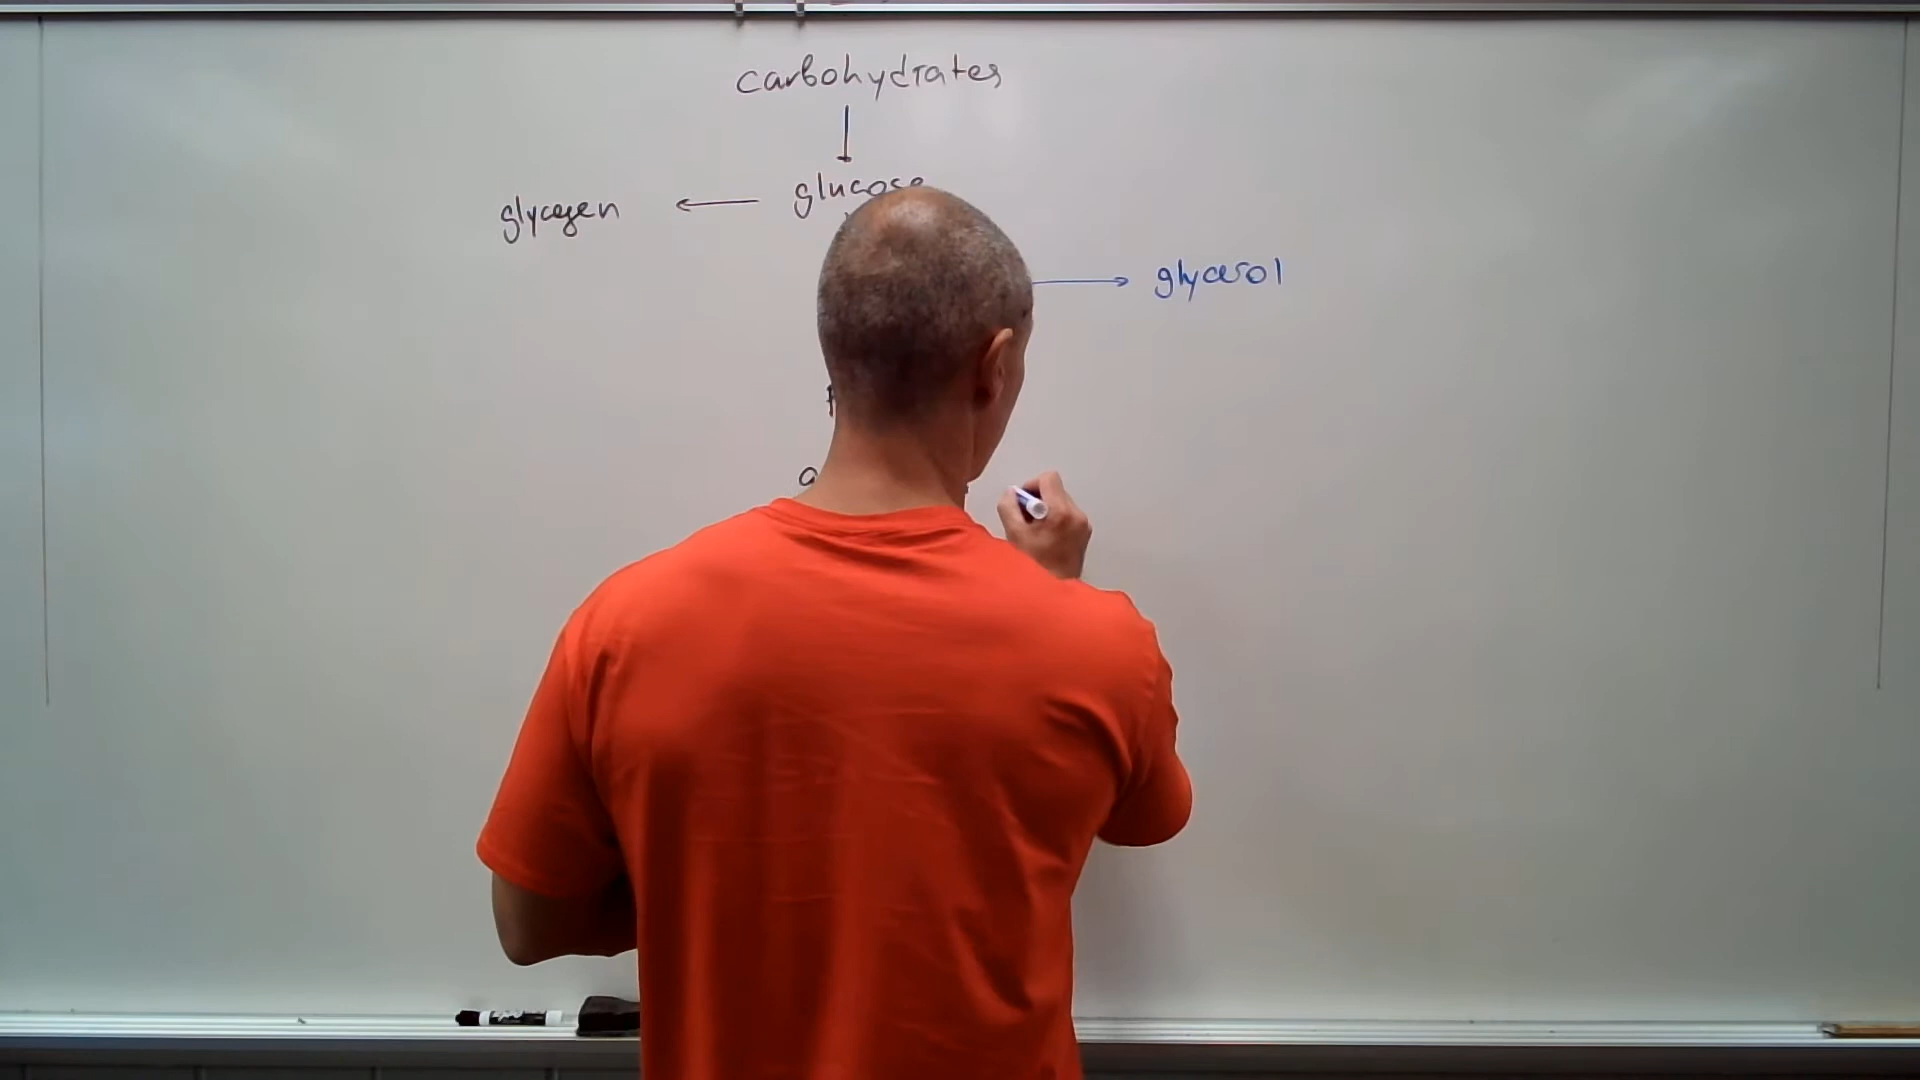 carbohydrates
glycogen ← glucose
→ glycerol